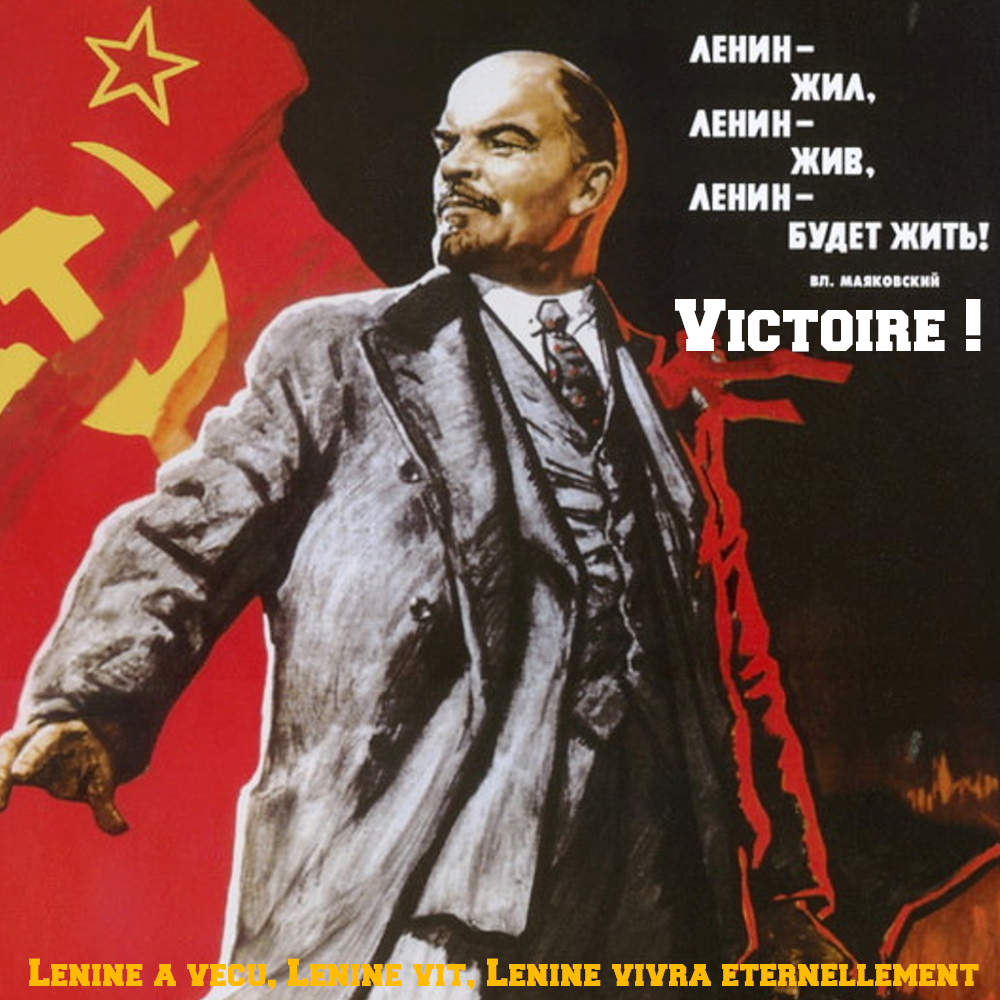 ЛЕНИН–
ЖИЛ,
ЛЕНИН–
ЖИВ,
ЛЕНИН–
БУДЕТ ЖИТЬ!
ВЛ. МАЯКОВСКИЙ
VICTOIRE !
LENINE A VECU, LENINE VIT, LENINE VIVRA ETERNELLEMENT